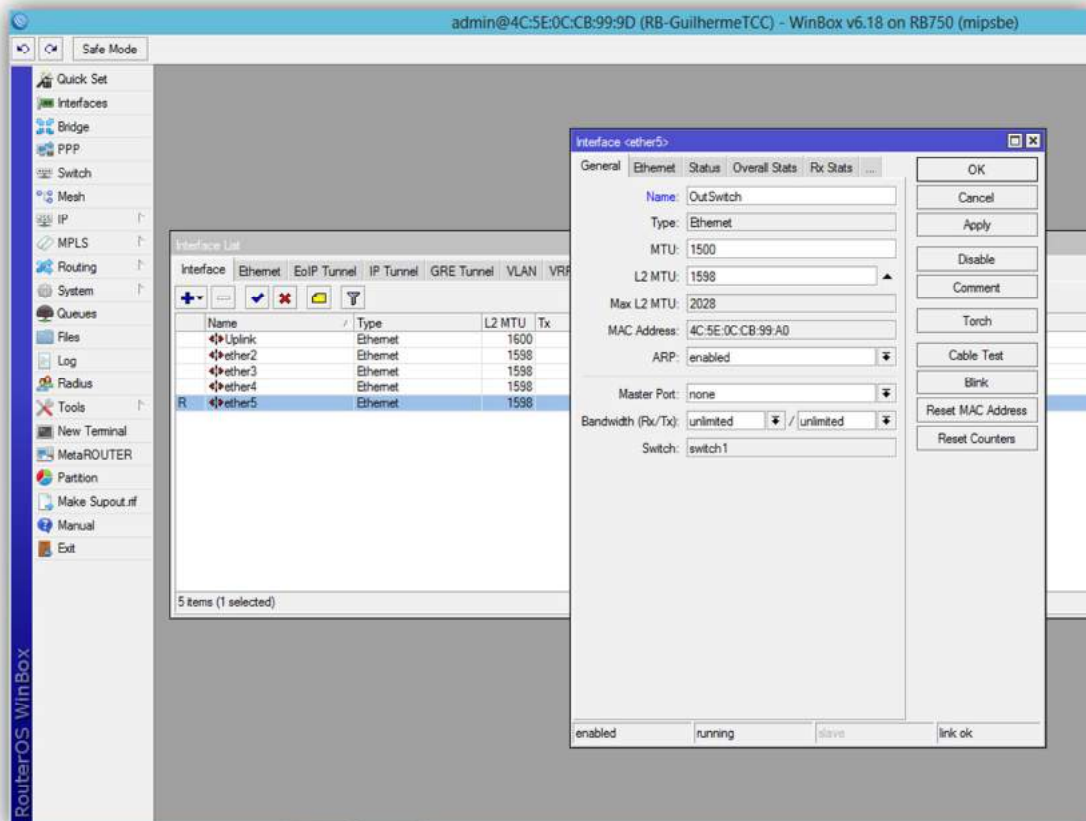 admin@4C:5E:0C:CB:99:9D (RB-GuilhermeTCC) - WinBox v6.18 on RB750 (mipsbe)
Safe Mode
Quick Set
Interfaces
Bridge
PPP
Switch
Mesh
IP
MPLS
Routing
System
Queues
Files
Log
Radius
Tools
New Terminal
MetaROUTER
Partition
Make Supout.rif
Manual
Exit
RouterOS WinBox
Interface List
Interface Ethernet EoIP Tunnel IP Tunnel GRE Tunnel VLAN VRR
Name / Type L2 MTU Tx
Uplink Ethernet 1600
ether2 Ethernet 1598
ether3 Ethernet 1598
ether4 Ethernet 1598
R ether5 Ethernet 1598
5 items (1 selected)
Interface <ether5>
General Ethernet Status Overall Stats Rx Stats ...
Name: OutSwitch
Type: Ethernet
MTU: 1500
L2 MTU: 1598
Max L2 MTU: 2028
MAC Address: 4C:5E:0C:CB:99:A0
ARP: enabled
Master Port: none
Bandwidth (Rx/Tx): unlimited / unlimited
Switch: switch1
OK
Cancel
Apply
Disable
Comment
Torch
Cable Test
Blink
Reset MAC Address
Reset Counters
enabled running slave link ok